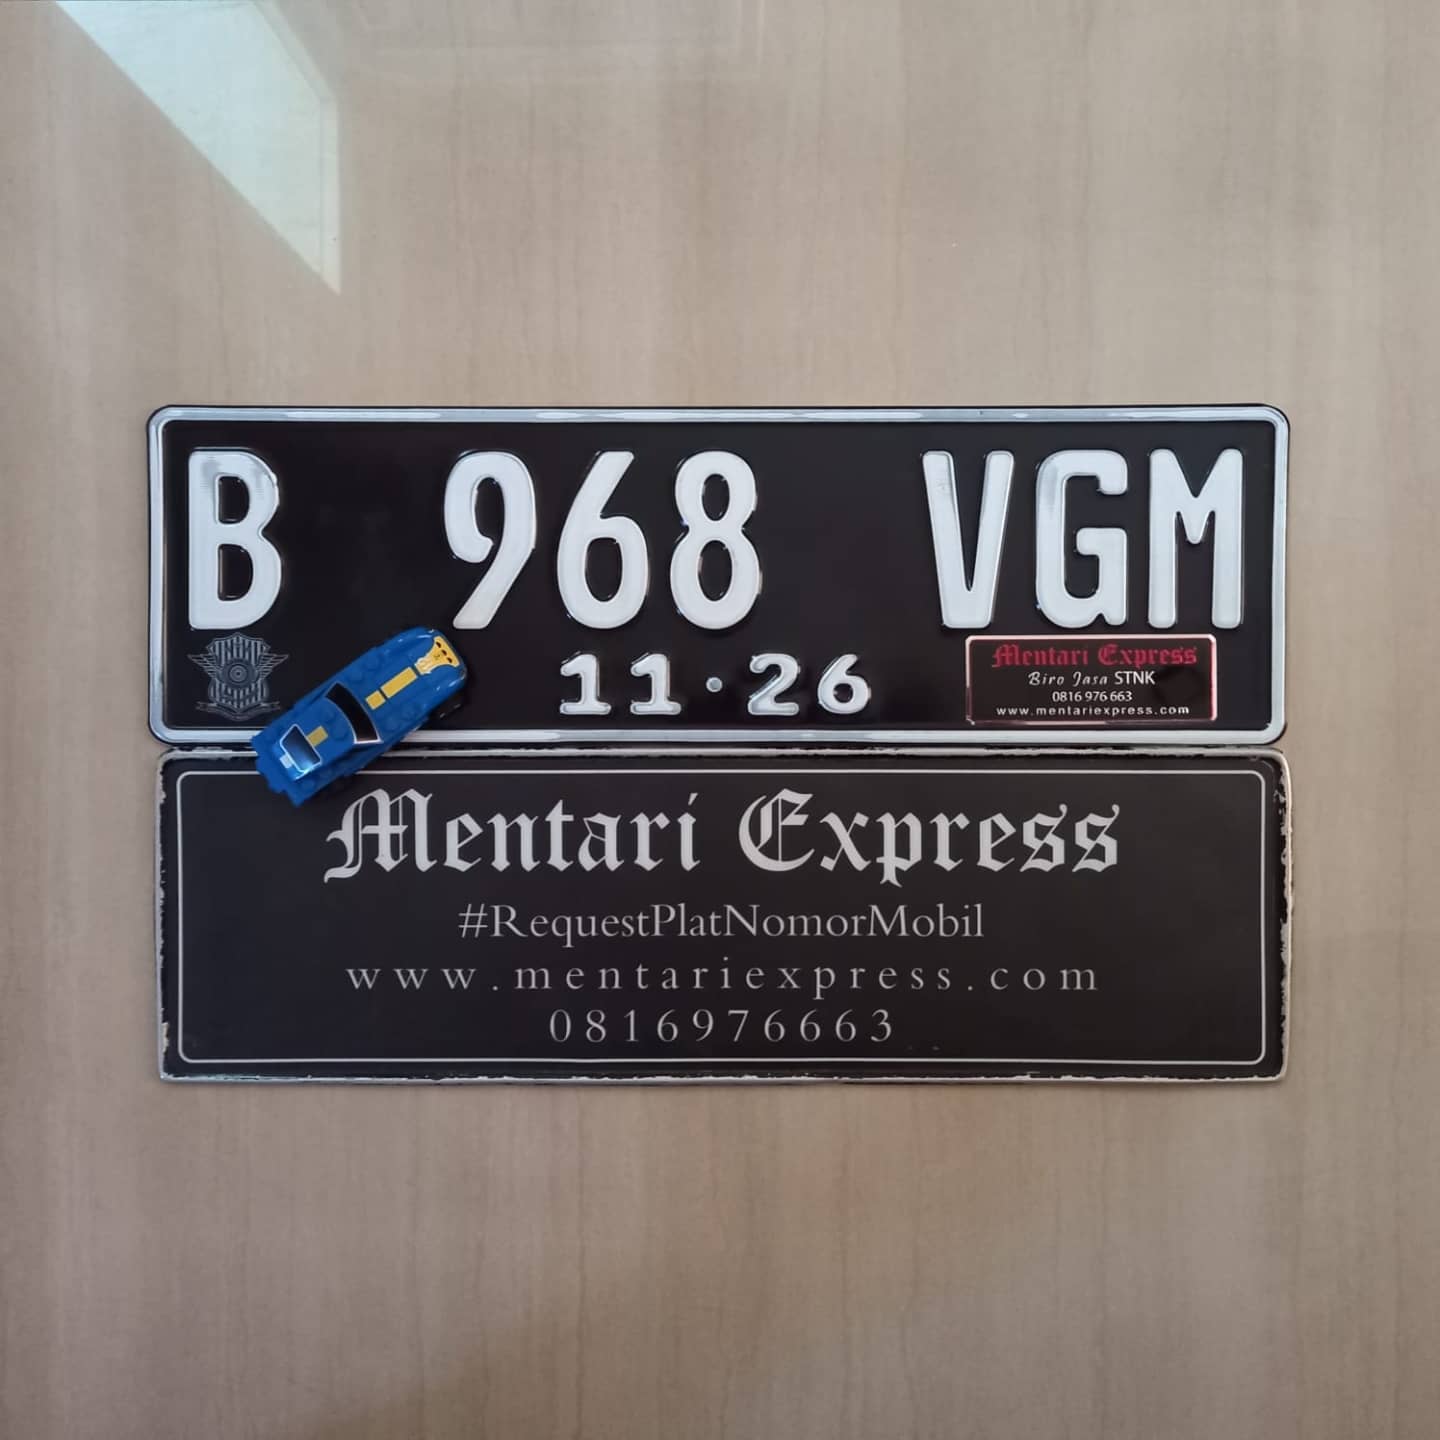 B 968 VGM
11·26
Mentari Express
Biro Jasa STNK
0816 976 663
www.mentariexpress.com
Mentari Express
#RequestPlatNomorMobil
www.mentariexpress.com
0816976663